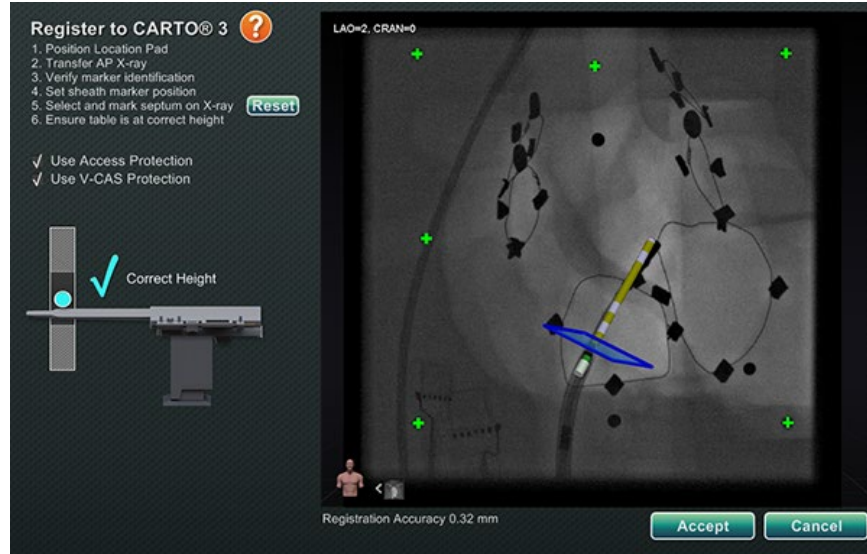 Register to CARTO® 3 ?
1. Position Location Pad
2. Transfer AP X-ray
3. Verify marker identification
4. Set sheath marker position
5. Select and mark septum on X-ray Reset
6. Ensure table is at correct height
Use Access Protection
Use V-CAS Protection
Correct Height
LAO=2, CRAN=0
Registration Accuracy 0.32 mm
Accept
Cancel